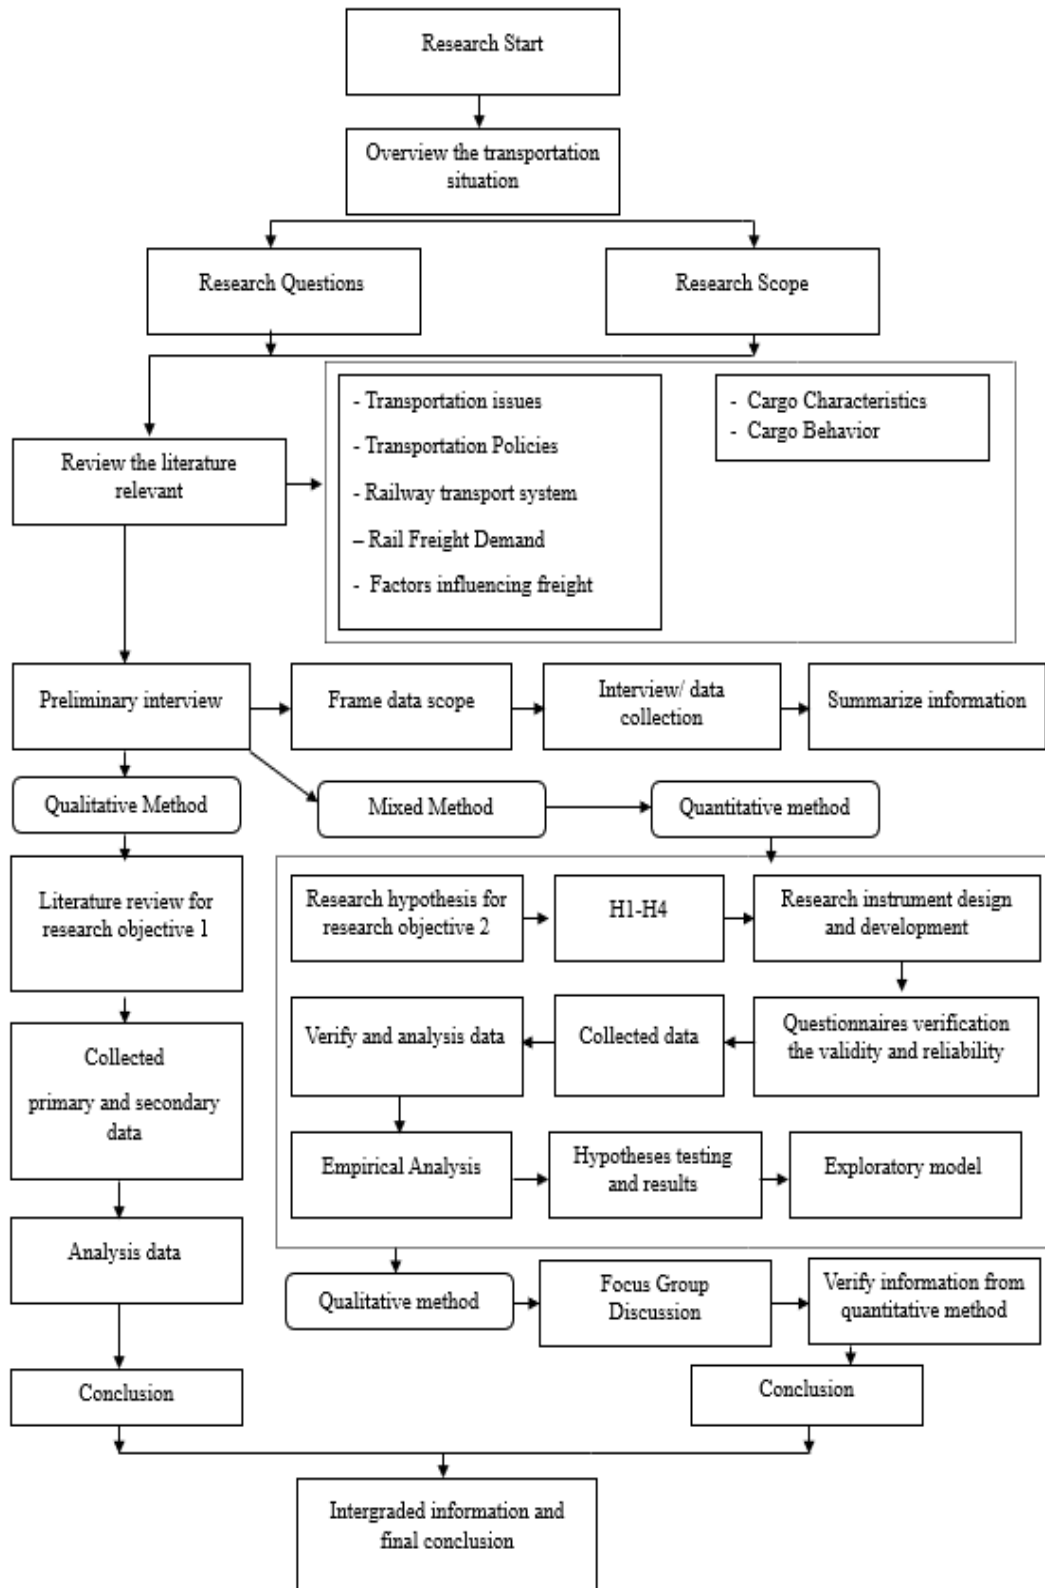 Research Start
Overview the transportation
situation
Research Questions
Research Scope
- Transportation issues
- Transportation Policies
- Railway transport system
– Rail Freight Demand
- Factors influencing freight
- Cargo Characteristics
- Cargo Behavior
Review the literature
relevant
Preliminary interview
Frame data scope
Interview/ data
collection
Summarize information
Qualitative Method
Mixed Method
Quantitative method
Literature review for
research objective 1
Research hypothesis for
research objective 2
H1-H4
Research instrument design
and development
Collected
primary and secondary
data
Verify and analysis data
Collected data
Questionnaires verification
the validity and reliability
Empirical Analysis
Hypotheses testing
and results
Exploratory model
Analysis data
Qualitative method
Focus Group
Discussion
Verify information from
quantitative method
Conclusion
Conclusion
Intergraded information and
final conclusion